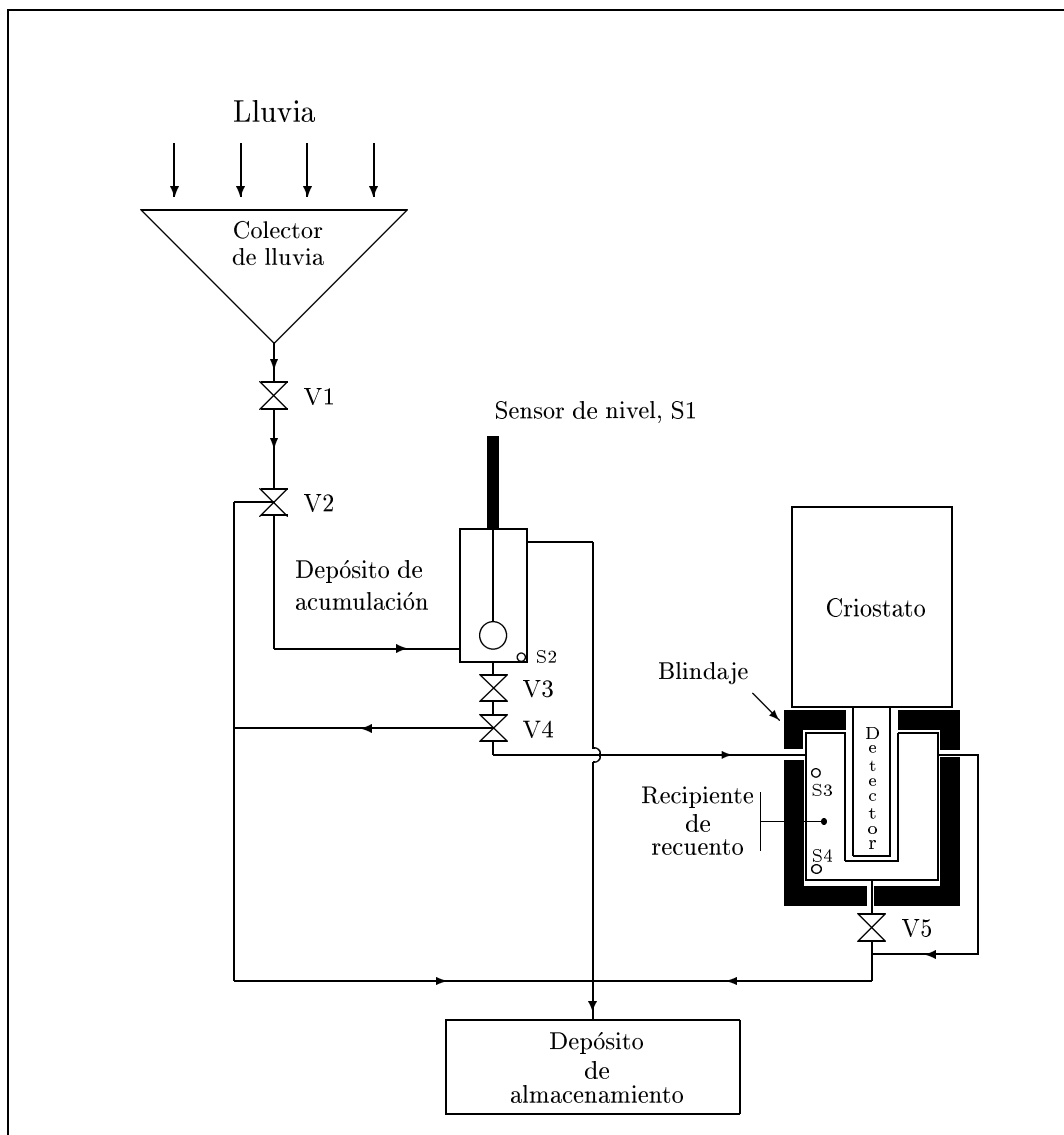 Lluvia
Colector
de lluvia
V1
Sensor de nivel, S1
V2
Depósito de
acumulación
S2
V3
V4
Criostato
Blindaje
Detector
S3
Recipiente
de
recuento
S4
V5
Depósito
de
almacenamiento